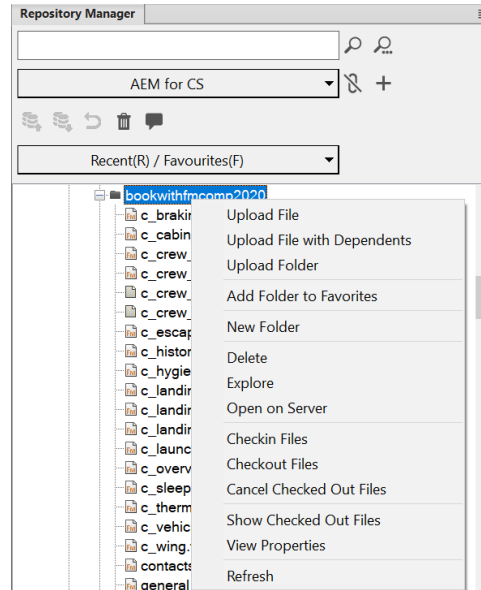 Repository Manager
AEM for CS
Recent(R) / Favourites(F)
bookwithfmcomp2020
Upload File
Upload File with Dependents
Upload Folder
Add Folder to Favorites
New Folder
Delete
Explore
Open on Server
Checkin Files
Checkout Files
Cancel Checked Out Files
Show Checked Out Files
View Properties
Refresh
c_brakin
c_cabin
c_crew_
c_crew_
c_crew_
c_crew_
c_escap
c_histor
c_hygie
c_landir
c_landir
c_landir
c_launc
c_overv
c_sleep
c_therm
c_vehic
c_wing.
contacts
general